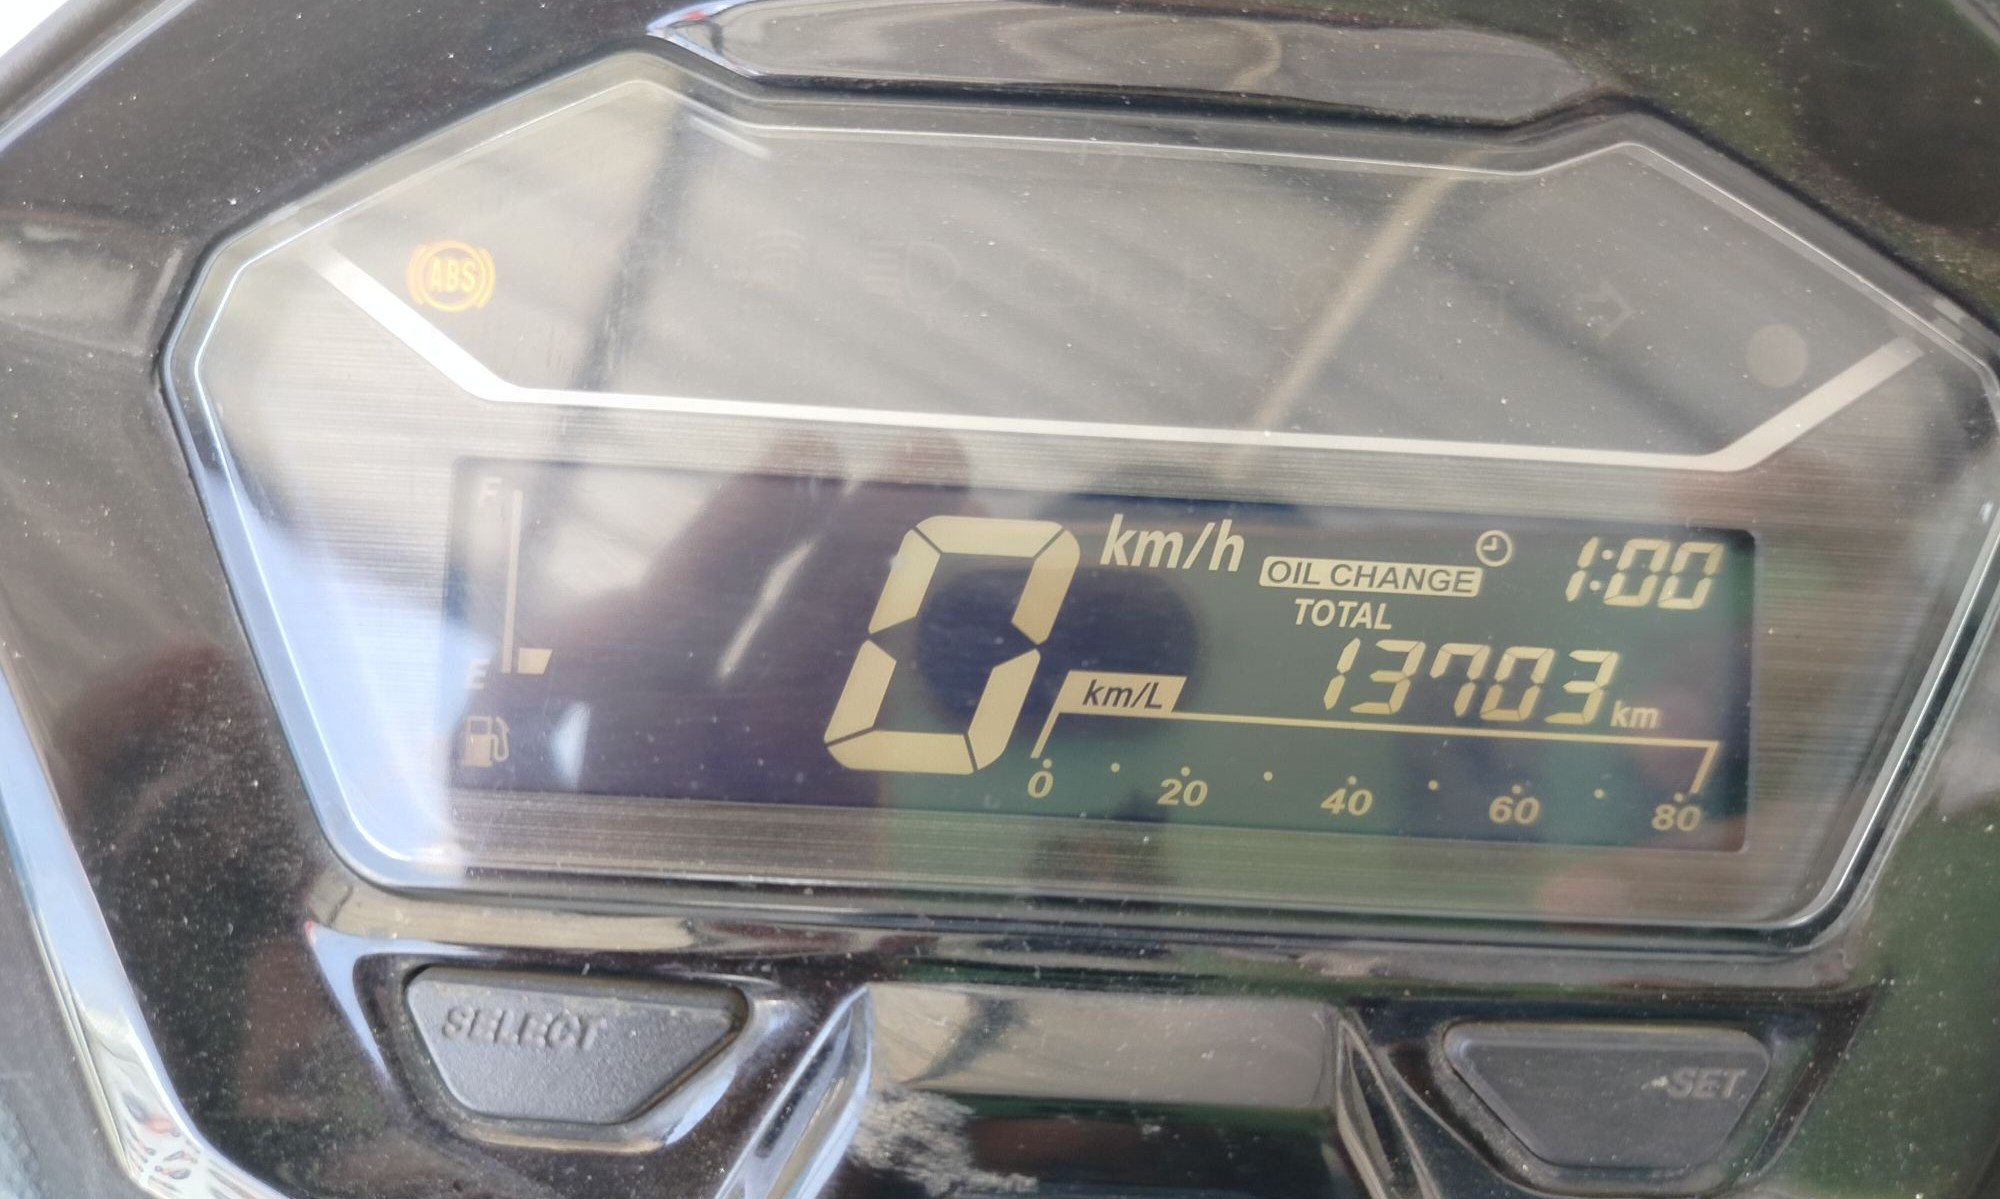 ABS
F
E
0 km/h
OIL CHANGE
1:00
TOTAL
13703 km
km/L
0 20 40 60 80
SELECT
SET